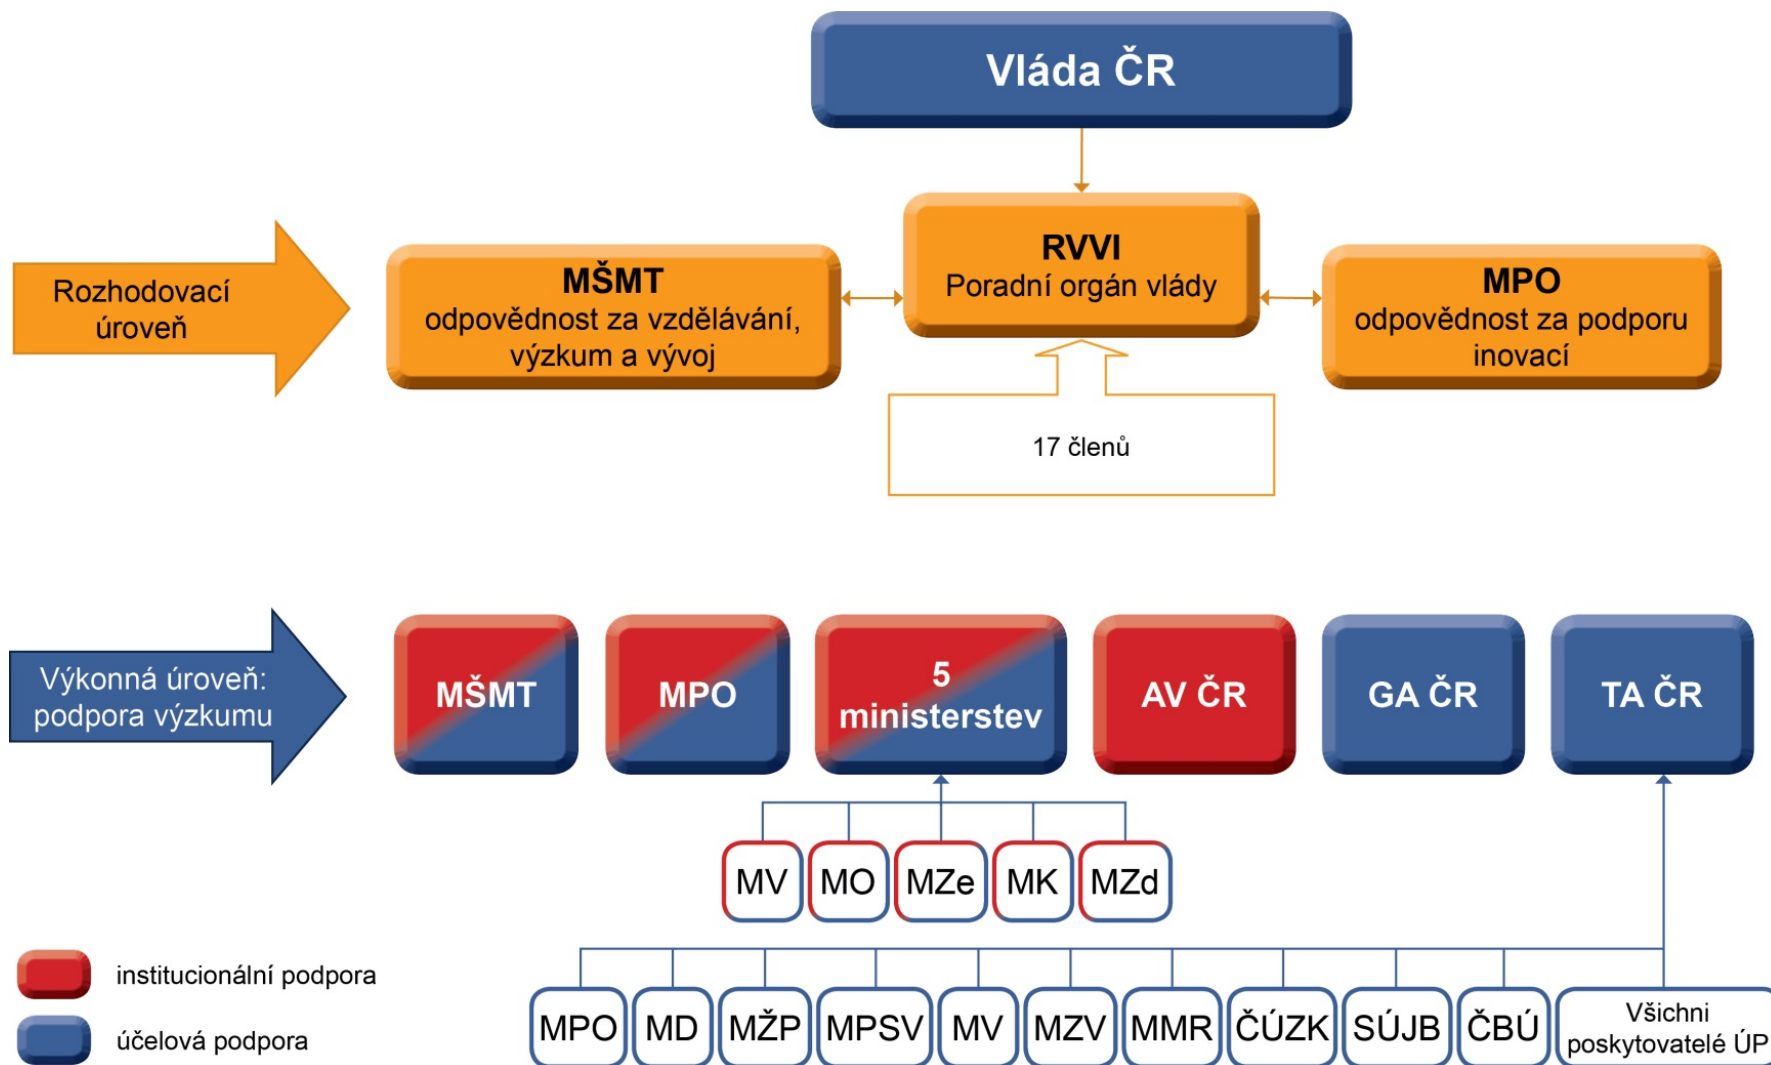 Vláda ČR
Rozhodovací
úroveň
MŠMT
odpovědnost za vzdělávání,
výzkum a vývoj
RVVI
Poradní orgán vlády
MPO
odpovědnost za podporu
inovací
17 členů
Výkonná úroveň:
podpora výzkumu
MŠMT
MPO
5
ministerstev
AV ČR
GA ČR
TA ČR
MV
MO
MZe
MK
MZd
institucionální podpora
účelová podpora
MPO
MD
MŽP
MPSV
MV
MZV
MMR
ČÚZK
SÚJB
ČBÚ
Všichni
poskytovatelé ÚP